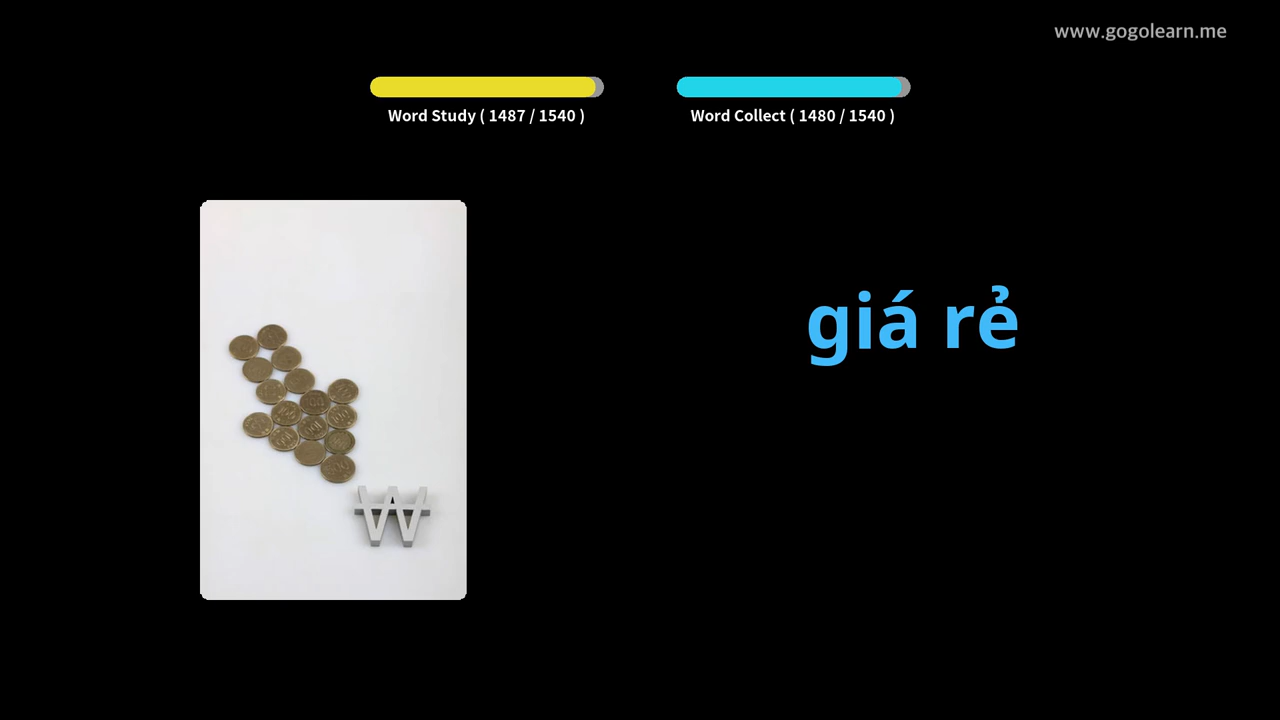 www.gogolearn.me
Word Study ( 1487 / 1540 )
Word Collect ( 1480 / 1540 )
giá rẻ
₩